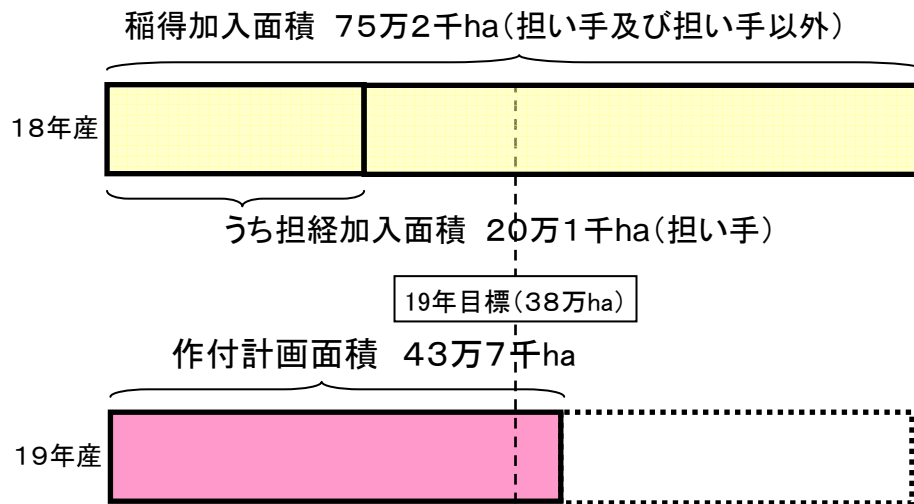 稲得加入面積 75万2千ha(担い手及び担い手以外)
18年産
うち担経加入面積 20万1千ha(担い手)
19年目標(38万ha)
作付計画面積 43万7千ha
19年産